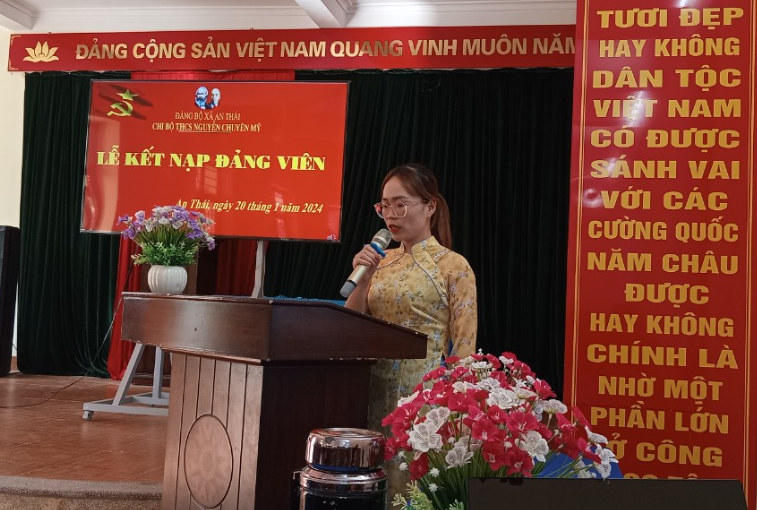 ĐẢNG CỘNG SẢN VIỆT NAM QUANG VINH MUÔN NĂM
ĐẢNG BỘ XÃ AN THÁI
CHI BỘ THCS NGUYỄN CHUYÊN MỸ
LỄ KẾT NẠP ĐẢNG VIÊN
An Thái, ngày 20 tháng 1 năm 2024
TƯƠI ĐẸP
HAY KHÔNG
DÂN TỘC
VIỆT NAM
CÓ ĐƯỢC
SÁNH VAI
VỚI CÁC
CƯỜNG QUỐC
NĂM CHÂU
ĐƯỢC
HAY KHÔNG
CHÍNH LÀ
NHỜ MỘT
PHẦN LỚN
Ở CÔNG